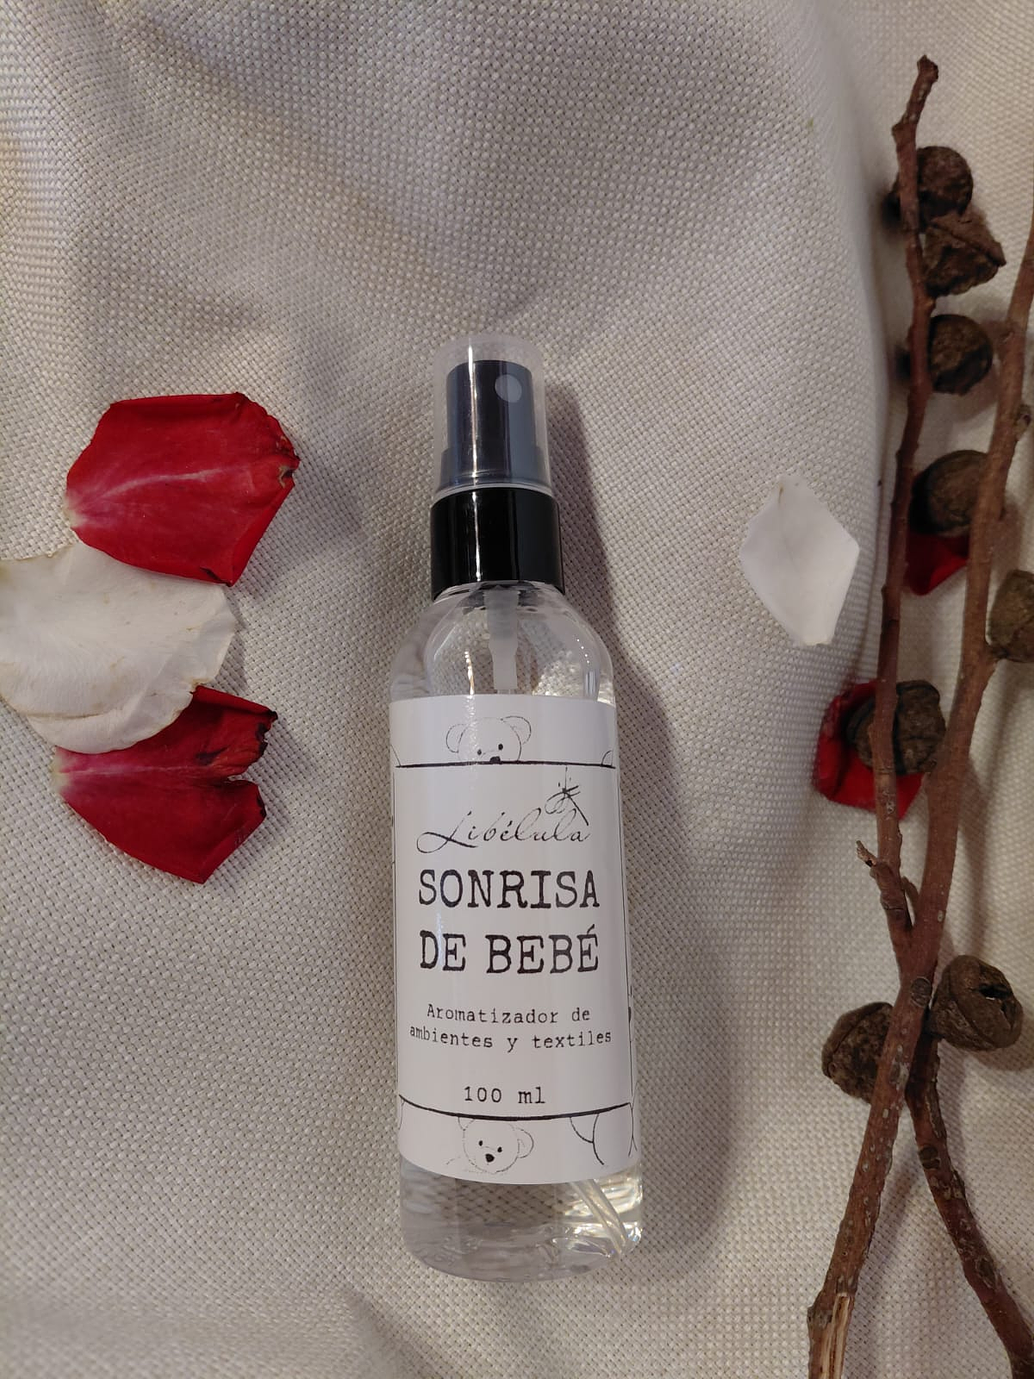 Libélula
SONRISA
DE BEBÉ
Aromatizador de
ambientes y textiles
100 ml